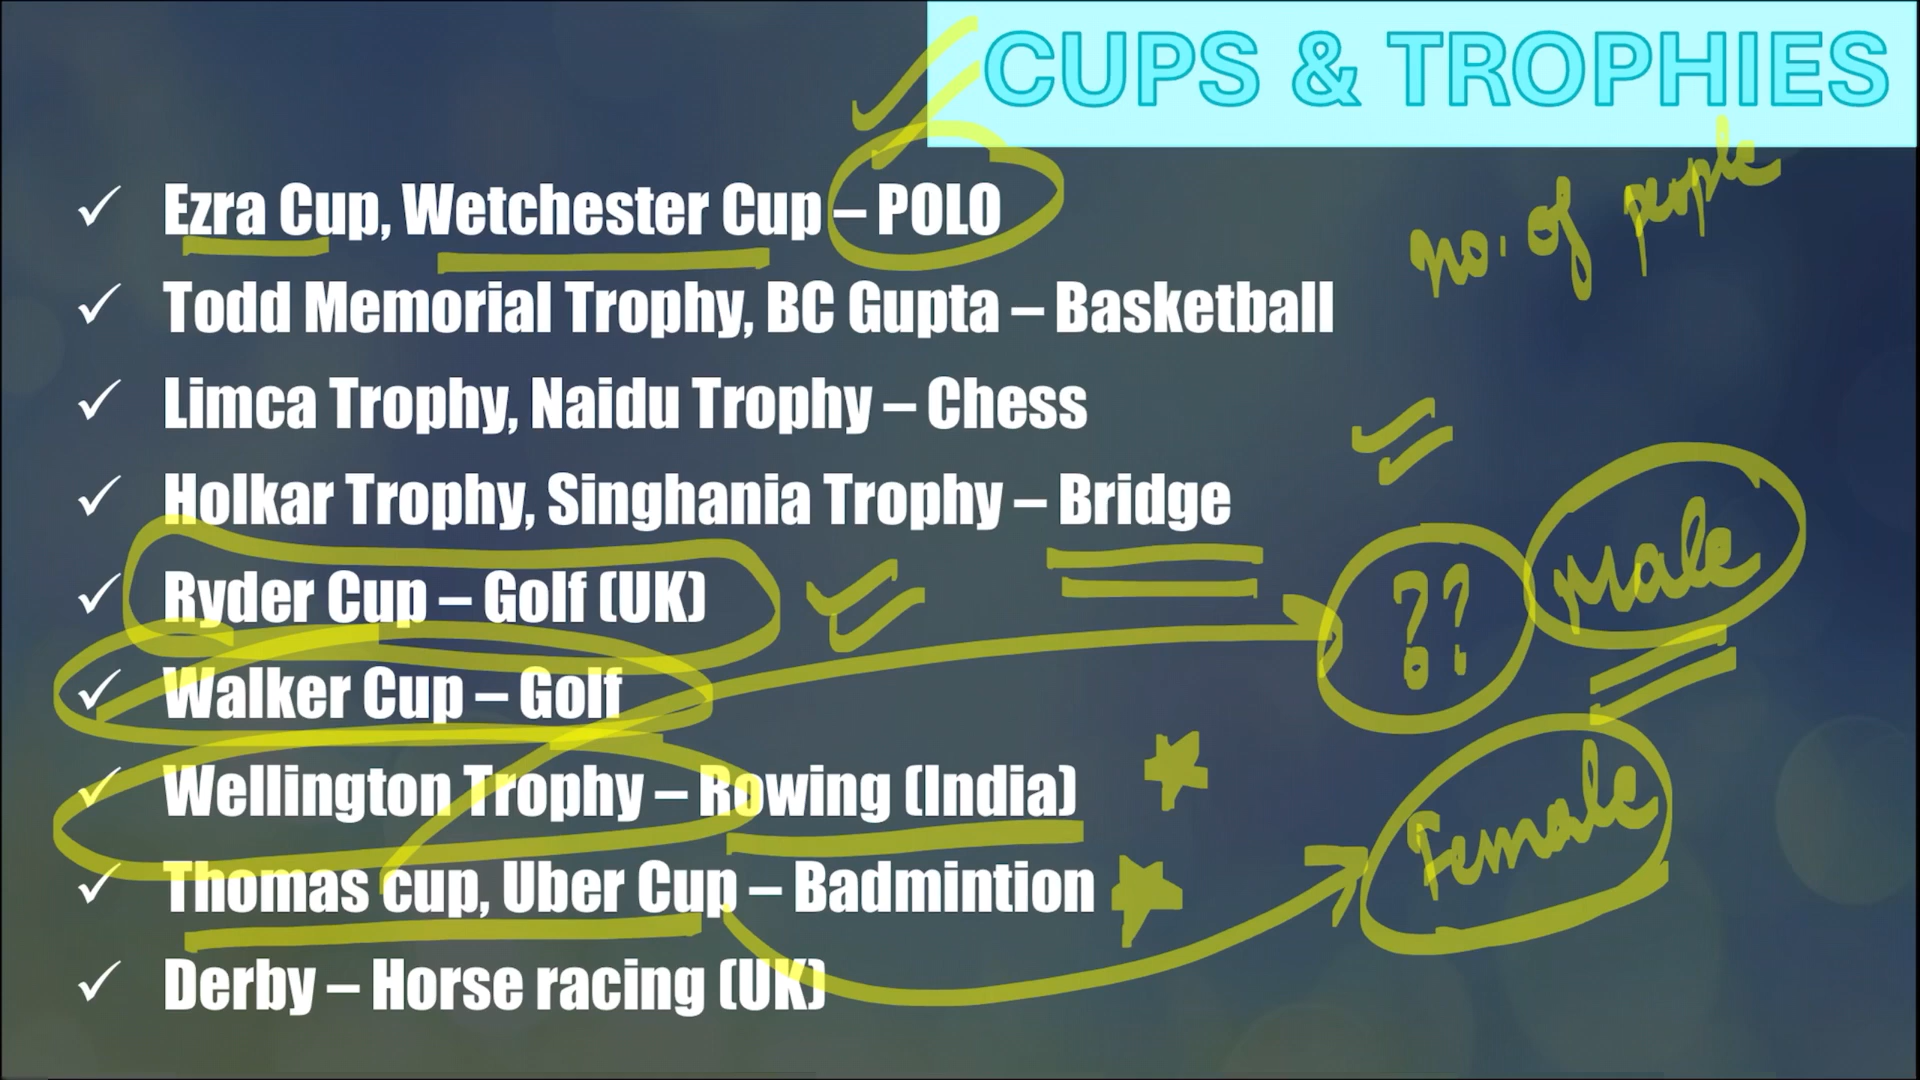 CUPS & TROPHIES
no. of people
✓ Ezra Cup, Wetchester Cup – POLO
✓ Todd Memorial Trophy, BC Gupta – Basketball
✓ Limca Trophy, Naidu Trophy – Chess
✓ Holkar Trophy, Singhania Trophy – Bridge
✓ Ryder Cup – Golf (UK)
?? Male
✓ Walker Cup – Golf
✓ Wellington Trophy – Rowing (India)
Female
✓ Thomas cup, Uber Cup – Badmintion
✓ Derby – Horse racing (UK)